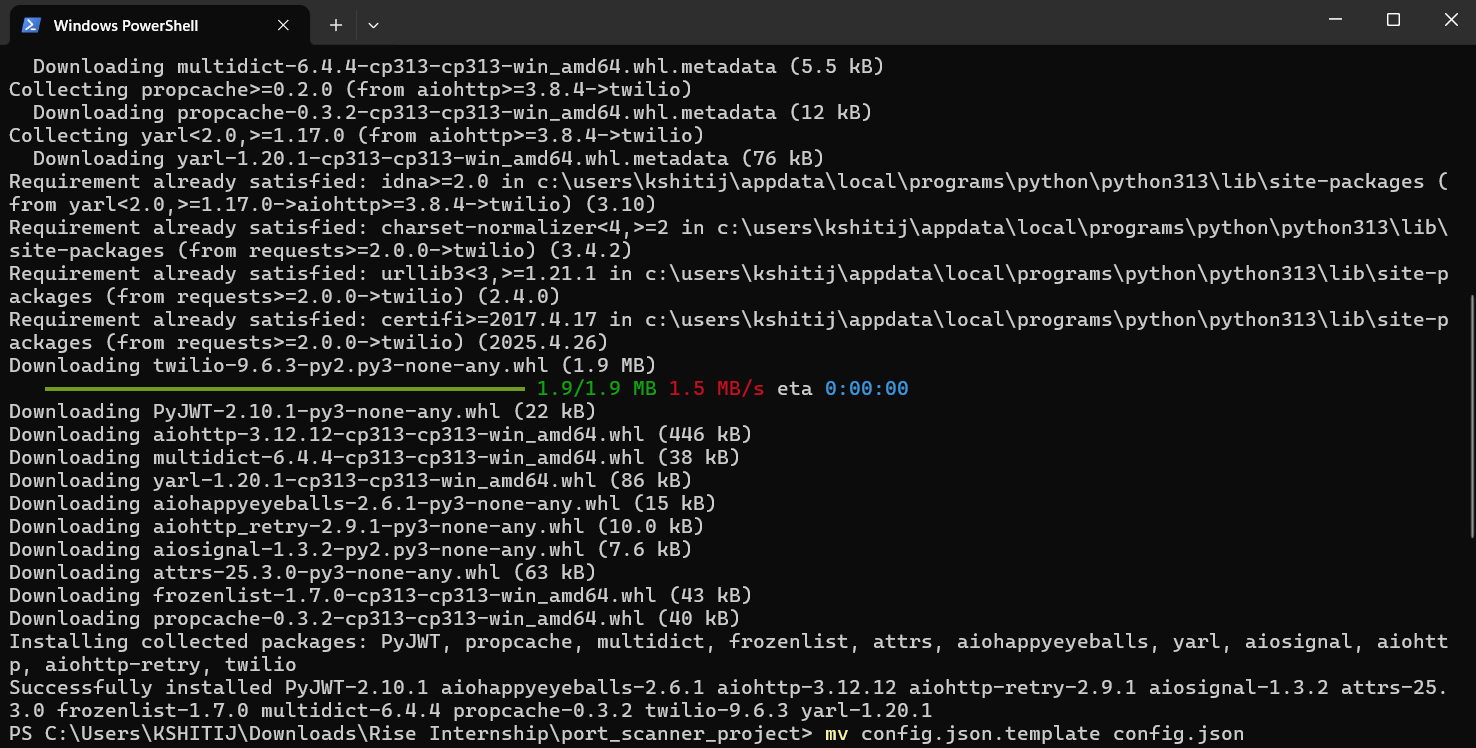 Windows PowerShell
  Downloading multidict-6.4.4-cp313-cp313-win_amd64.whl.metadata (5.5 kB)
Collecting propcache>=0.2.0 (from aiohttp>=3.8.4->twilio)
  Downloading propcache-0.3.2-cp313-cp313-win_amd64.whl.metadata (12 kB)
Collecting yarl<2.0,>=1.17.0 (from aiohttp>=3.8.4->twilio)
  Downloading yarl-1.20.1-cp313-cp313-win_amd64.whl.metadata (76 kB)
Requirement already satisfied: idna>=2.0 in c:\users\kshitij\appdata\local\programs\python\python313\lib\site-packages (
from yarl<2.0,>=1.17.0->aiohttp>=3.8.4->twilio) (3.10)
Requirement already satisfied: charset-normalizer<4,>=2 in c:\users\kshitij\appdata\local\programs\python\python313\lib\
site-packages (from requests>=2.0.0->twilio) (3.4.2)
Requirement already satisfied: urllib3<3,>=1.21.1 in c:\users\kshitij\appdata\local\programs\python\python313\lib\site-p
ackages (from requests>=2.0.0->twilio) (2.4.0)
Requirement already satisfied: certifi>=2017.4.17 in c:\users\kshitij\appdata\local\programs\python\python313\lib\site-p
ackages (from requests>=2.0.0->twilio) (2025.4.26)
Downloading twilio-9.6.3-py2.py3-none-any.whl (1.9 MB)
1.9/1.9 MB 1.5 MB/s eta 0:00:00
Downloading PyJWT-2.10.1-py3-none-any.whl (22 kB)
Downloading aiohttp-3.12.12-cp313-cp313-win_amd64.whl (446 kB)
Downloading multidict-6.4.4-cp313-cp313-win_amd64.whl (38 kB)
Downloading yarl-1.20.1-cp313-cp313-win_amd64.whl (86 kB)
Downloading aiohappyeyeballs-2.6.1-py3-none-any.whl (15 kB)
Downloading aiohttp_retry-2.9.1-py3-none-any.whl (10.0 kB)
Downloading aiosignal-1.3.2-py2.py3-none-any.whl (7.6 kB)
Downloading attrs-25.3.0-py3-none-any.whl (63 kB)
Downloading frozenlist-1.7.0-cp313-cp313-win_amd64.whl (43 kB)
Downloading propcache-0.3.2-cp313-cp313-win_amd64.whl (40 kB)
Installing collected packages: PyJWT, propcache, multidict, frozenlist, attrs, aiohappyeyeballs, yarl, aiosignal, aiohtt
p, aiohttp-retry, twilio
Successfully installed PyJWT-2.10.1 aiohappyeyeballs-2.6.1 aiohttp-3.12.12 aiohttp-retry-2.9.1 aiosignal-1.3.2 attrs-25.
3.0 frozenlist-1.7.0 multidict-6.4.4 propcache-0.3.2 twilio-9.6.3 yarl-1.20.1
PS C:\Users\KSHITIJ\Downloads\Rise Internship\port_scanner_project> mv config.json.template config.json